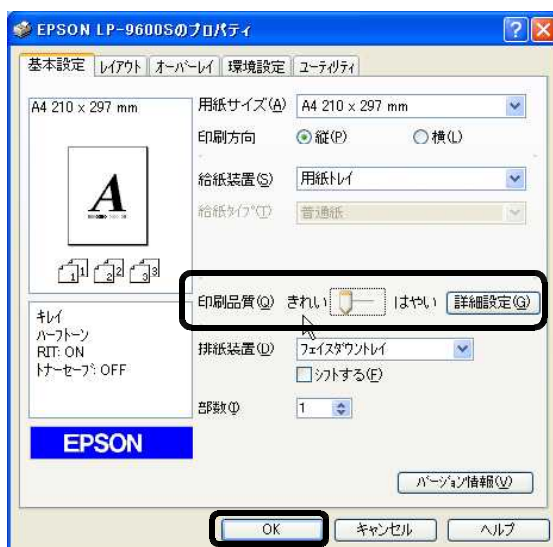 EPSON LP-9600Sのプロパティ
基本設定 レイアウト オーバーレイ 環境設定 ユーティリティ
A4 210 x 297 mm
A
1 1 2 2 3 3
キレイ
ハーフトーン
RIT: ON
トナーセーブ: OFF
EPSON
用紙サイズ(A) A4 210 x 297 mm
印刷方向 縦(P) 横(L)
給紙装置(S) 用紙トレイ
給紙タイプ(T) 普通紙
印刷品質(Q) きれい はやい 詳細設定(G)
排紙装置(D) フェイスダウントレイ
シフトする(F)
部数(I) 1
バージョン情報(V)
OK キャンセル ヘルプ